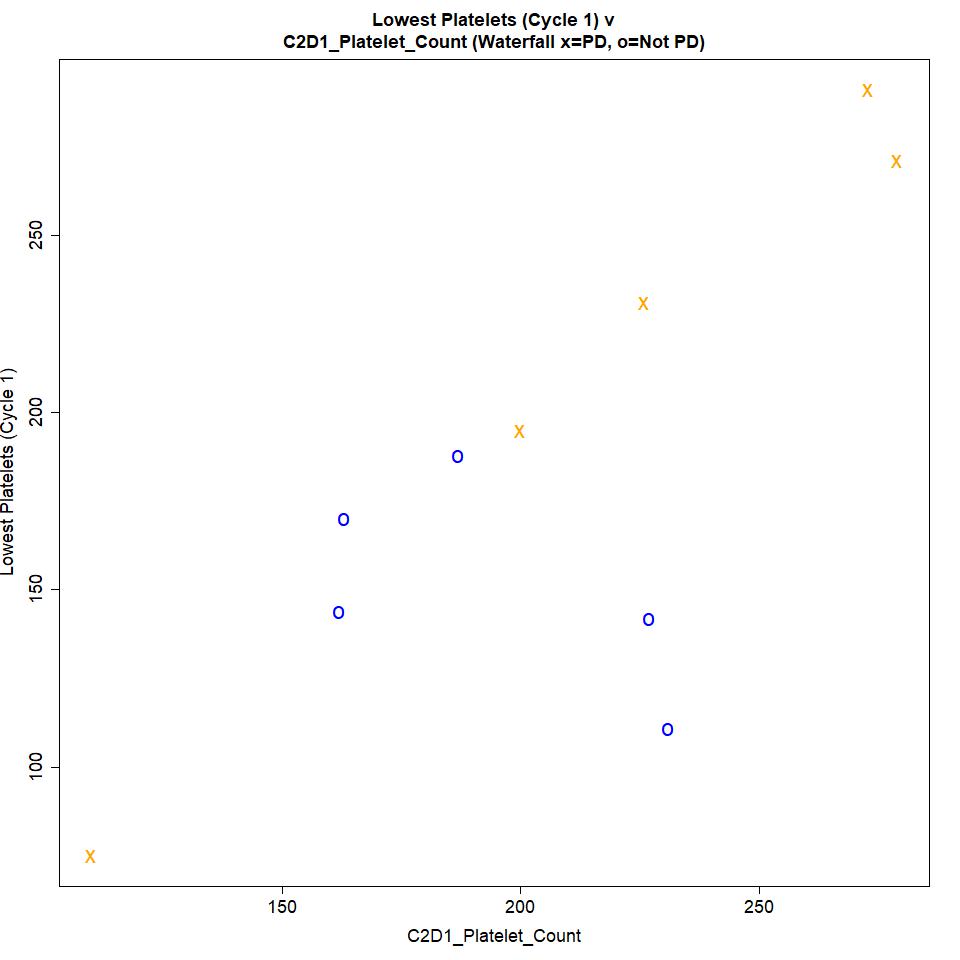 Lowest Platelets (Cycle 1) v
C2D1_Platelet_Count (Waterfall x=PD, o=Not PD)
Lowest Platelets (Cycle 1)
250
200
150
100
x
x
x
x
o
o
o
o
o
x
150
200
250
C2D1_Platelet_Count